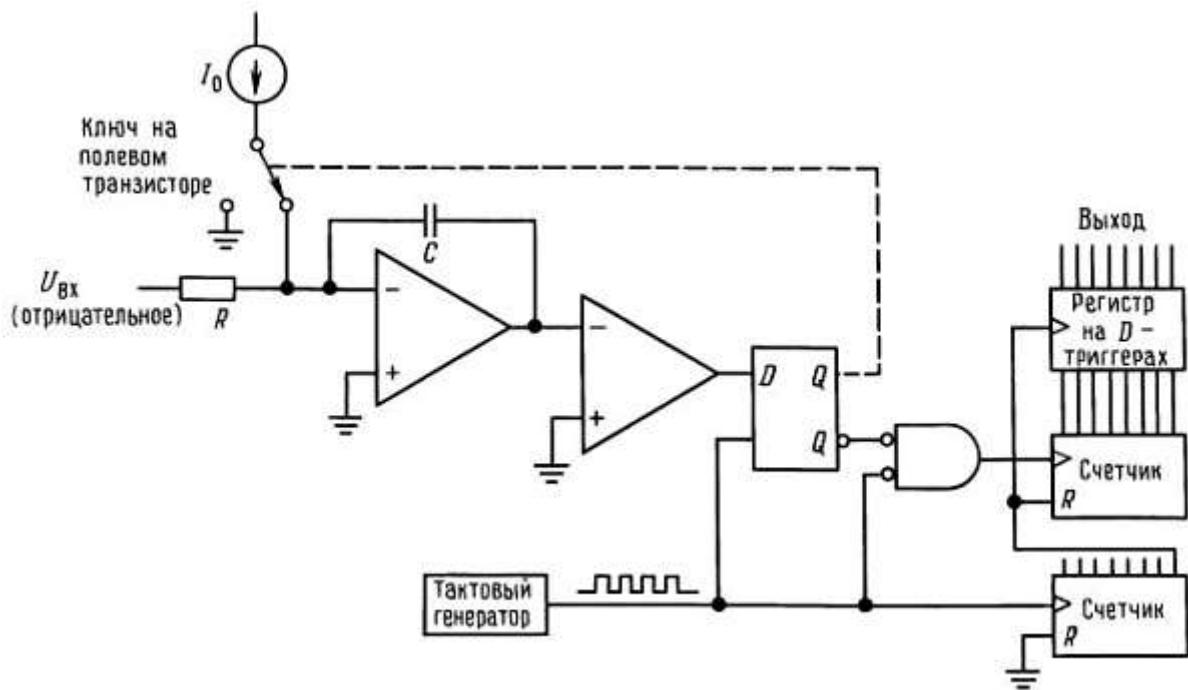 I₀
Ключ на
полевом
транзисторе
Uвх
(отрицательное)
R
C
−
+
−
+
D Q
Q
Тактовый
генератор
Выход
Регистр
на D –
триггерах
Счетчик
R
Счетчик
R